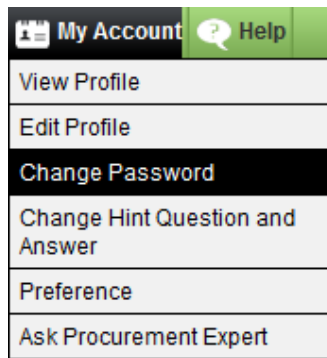 My Account Help
View Profile
Edit Profile
Change Password
Change Hint Question and
Answer
Preference
Ask Procurement Expert